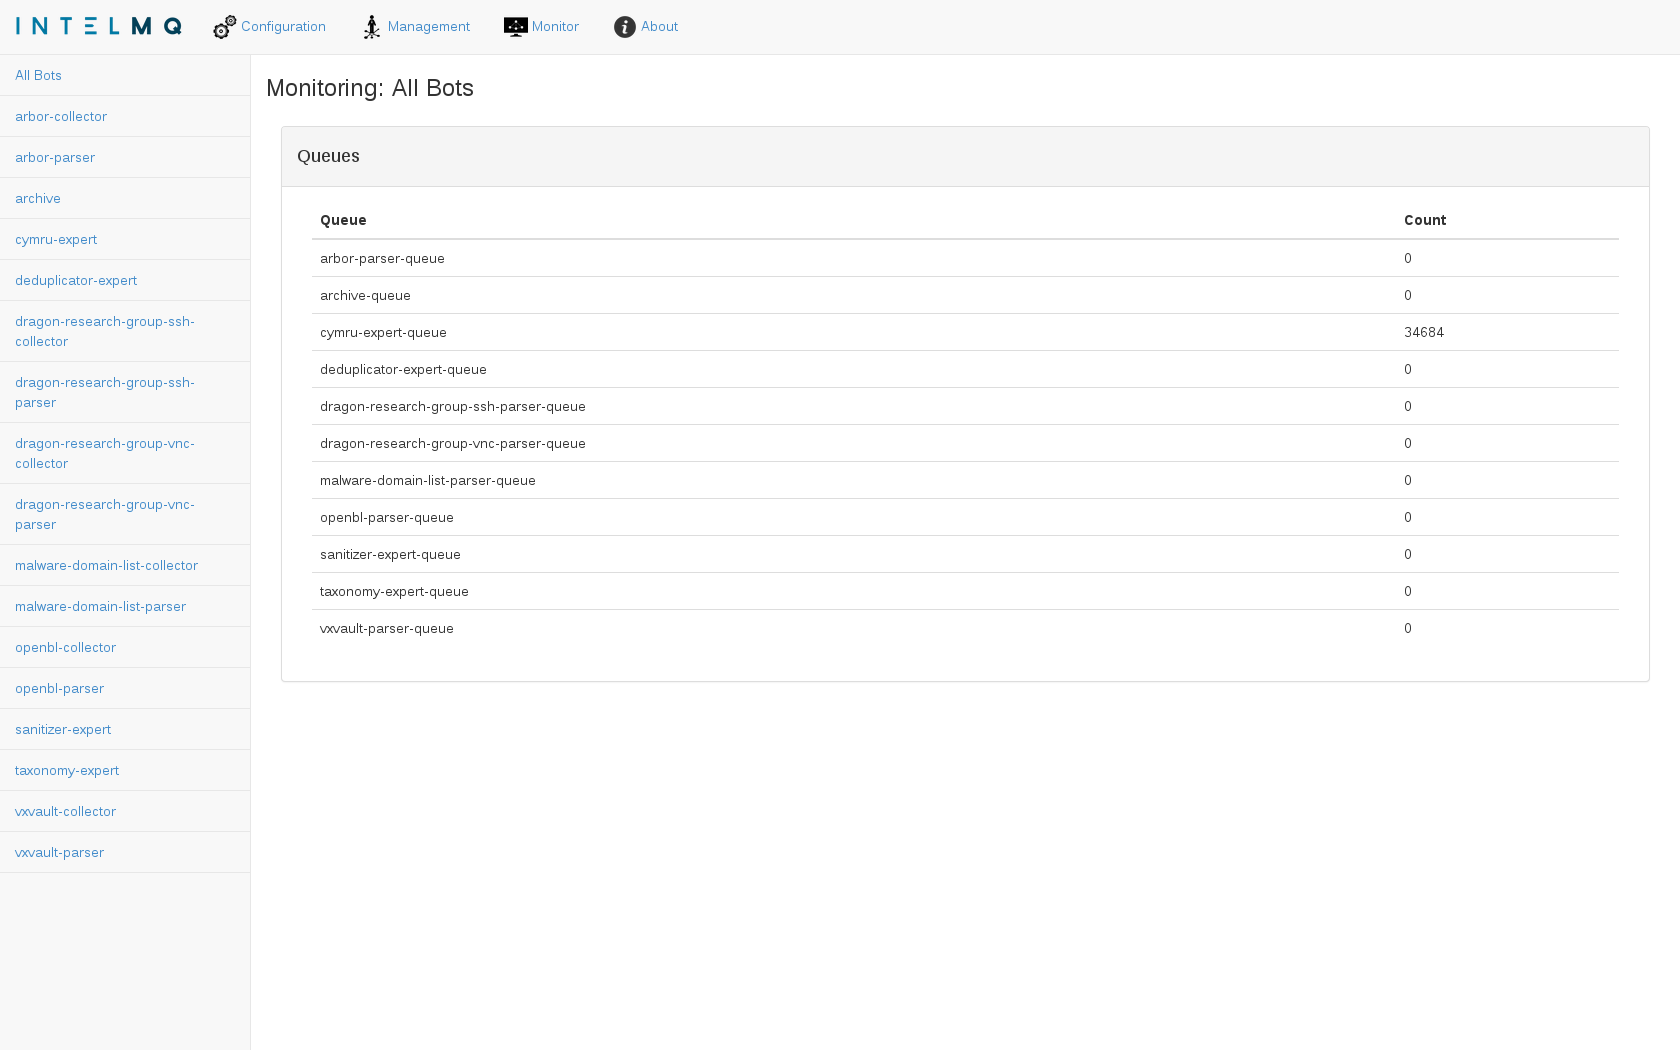 INTELMQ Configuration Management Monitor About
All Bots
arbor-collector
arbor-parser
archive
cymru-expert
deduplicator-expert
dragon-research-group-ssh-
collector
dragon-research-group-ssh-
parser
dragon-research-group-vnc-
collector
dragon-research-group-vnc-
parser
malware-domain-list-collector
malware-domain-list-parser
openbl-collector
openbl-parser
sanitizer-expert
taxonomy-expert
vxvault-collector
vxvault-parser
Monitoring: All Bots
Queues
Queue Count
arbor-parser-queue 0
archive-queue 0
cymru-expert-queue 34684
deduplicator-expert-queue 0
dragon-research-group-ssh-parser-queue 0
dragon-research-group-vnc-parser-queue 0
malware-domain-list-parser-queue 0
openbl-parser-queue 0
sanitizer-expert-queue 0
taxonomy-expert-queue 0
vxvault-parser-queue 0